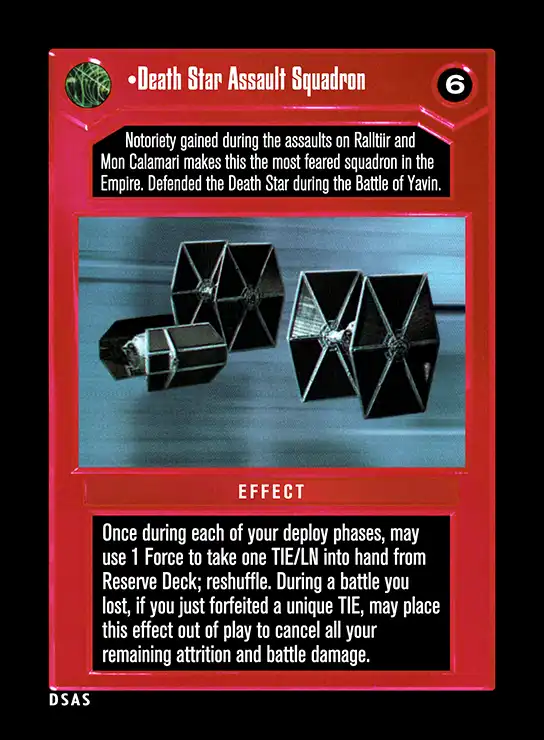 •Death Star Assault Squadron
6
Notoriety gained during the assaults on Ralltiir and
Mon Calamari makes this the most feared squadron in the
Empire. Defended the Death Star during the Battle of Yavin.
EFFECT
Once during each of your deploy phases, may
use 1 Force to take one TIE/LN into hand from
Reserve Deck; reshuffle. During a battle you
lost, if you just forfeited a unique TIE, may place
this effect out of play to cancel all your
remaining attrition and battle damage.
DSAS